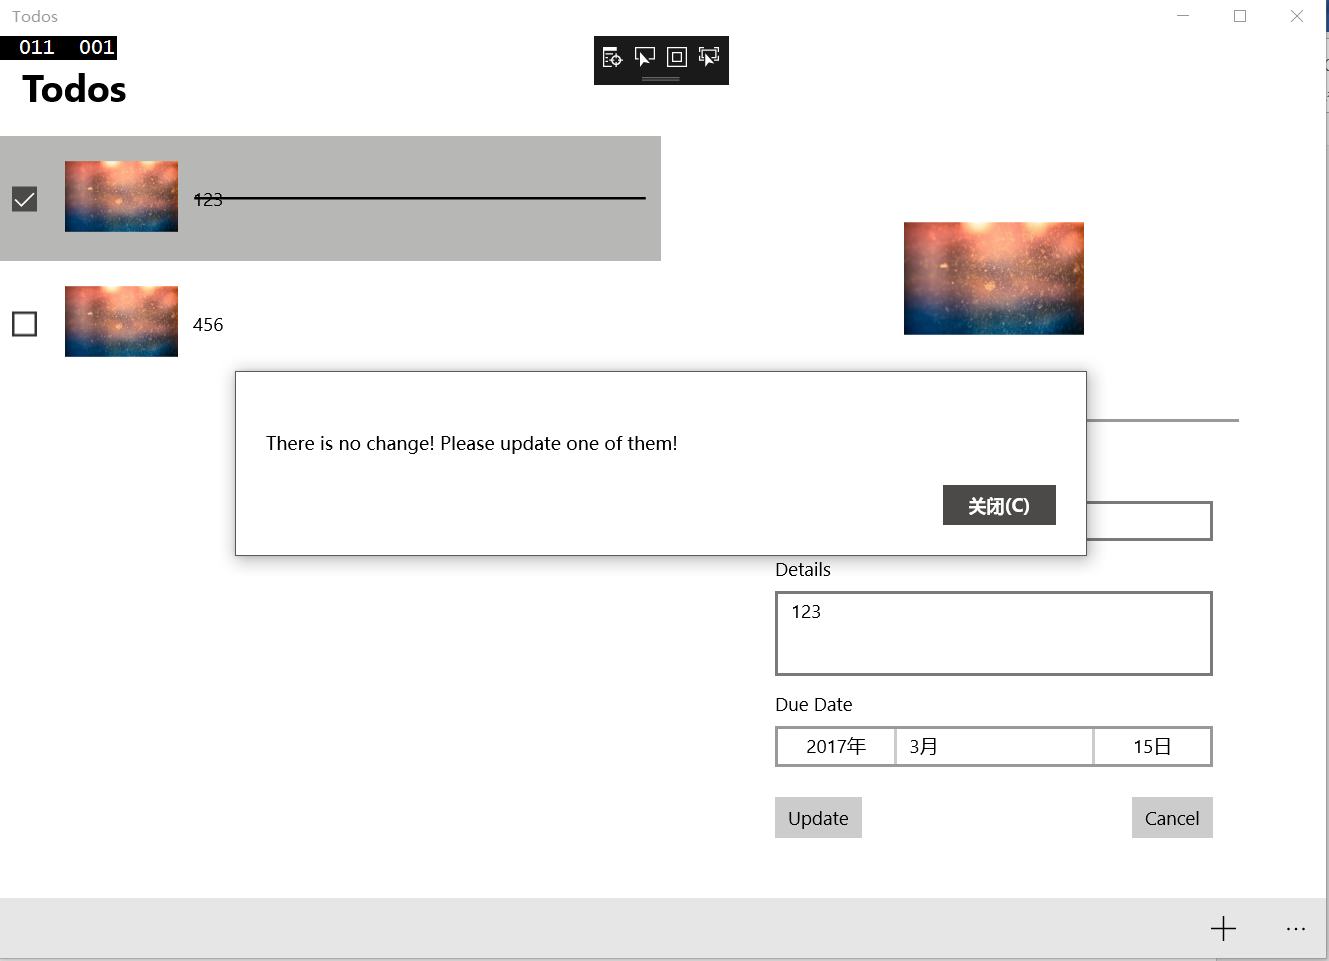 Todos
011 001
Todos
123
456
There is no change! Please update one of them!
关闭(C)
Details
123
Due Date
2017年 3月 15日
Update Cancel